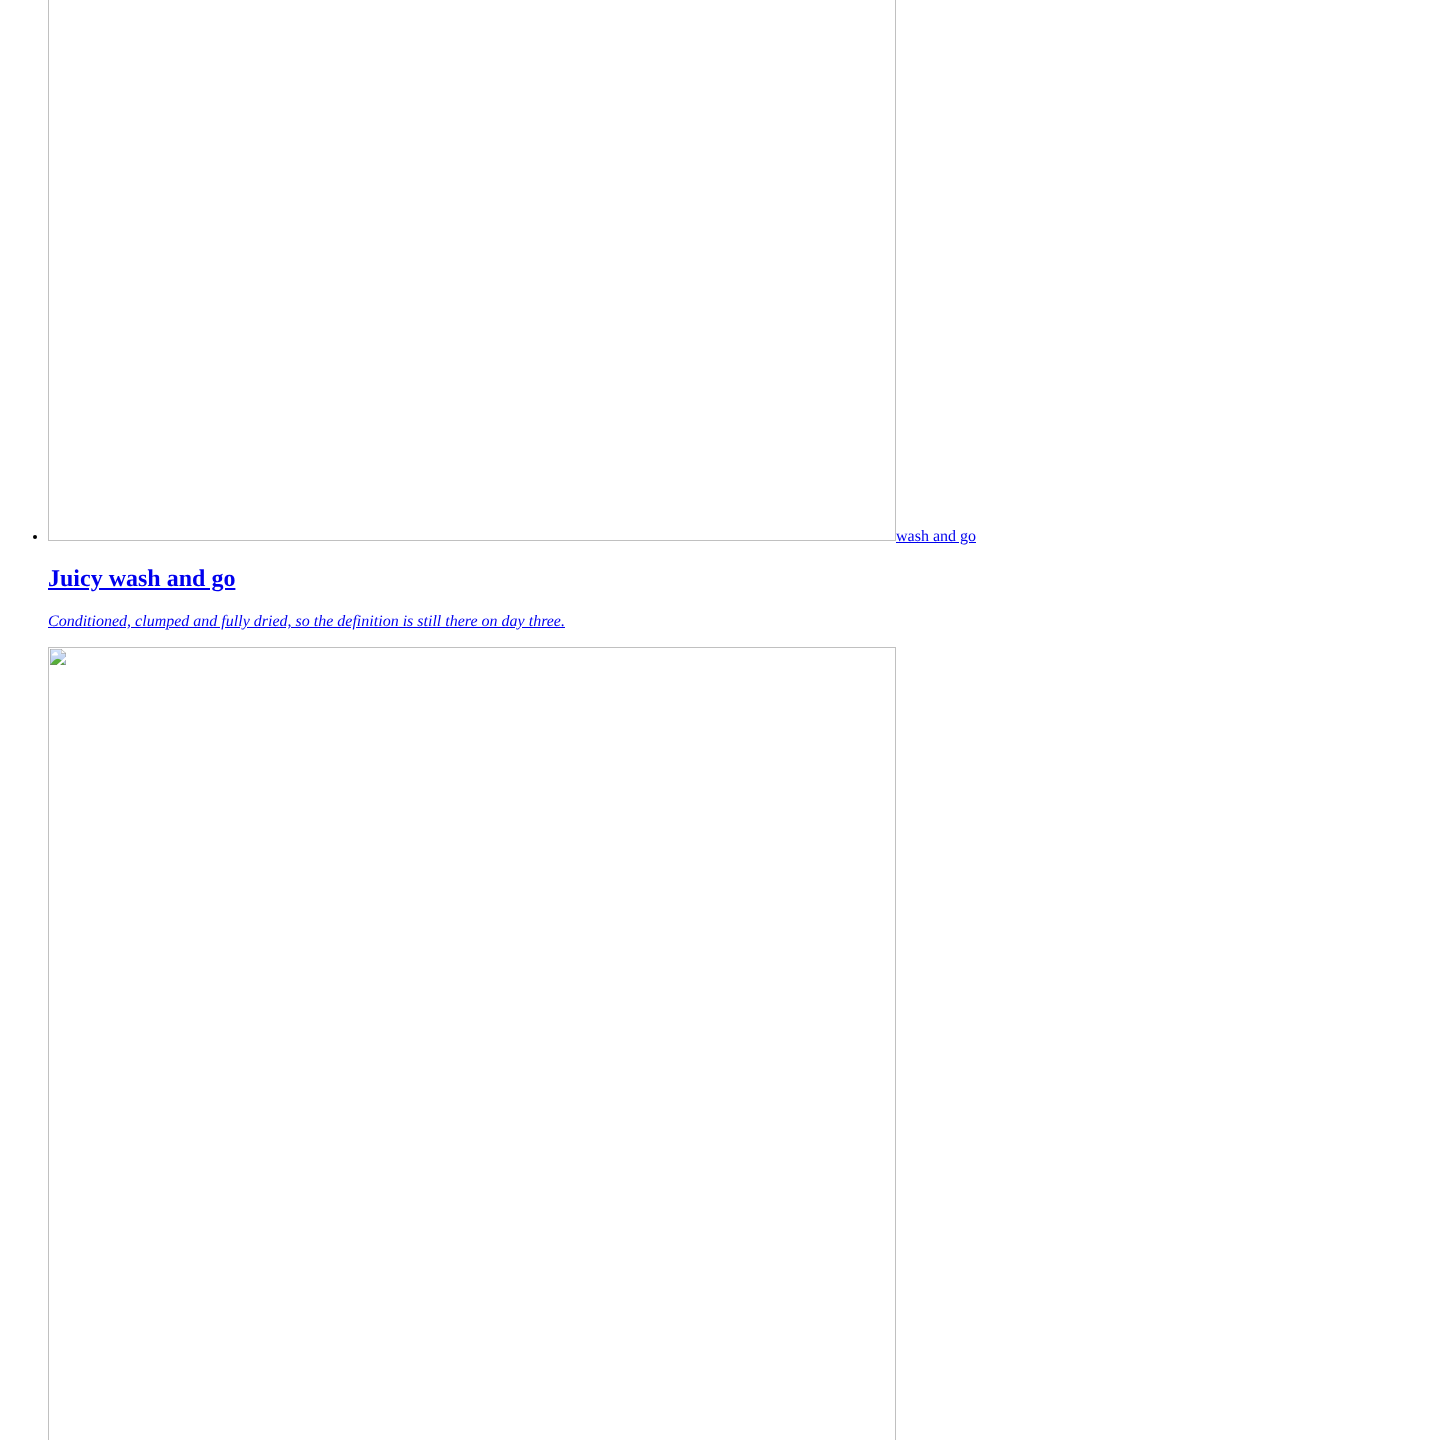 wash and go
Juicy wash and go
Conditioned, clumped and fully dried, so the definition is still there on day three.